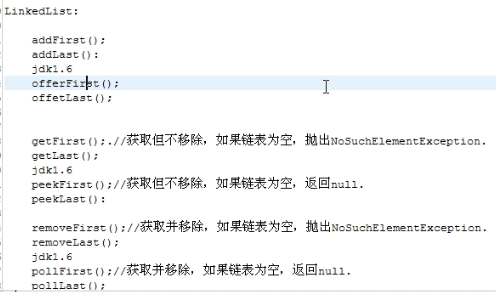 LinkedList:
addFirst();
addLast():
jdk1.6
offerFirst();
offetLast();
getFirst();.//获取但不移除，如果链表为空，抛出NoSuchElementException.
getLast();
jdk1.6
peekFirst();//获取但不移除，如果链表为空，返回null.
peekLast():
removeFirst();//获取并移除，如果链表为空，抛出NoSuchElementException.
removeLast();
jdk1.6
pollFirst();//获取并移除，如果链表为空，返回null.
pollLast();